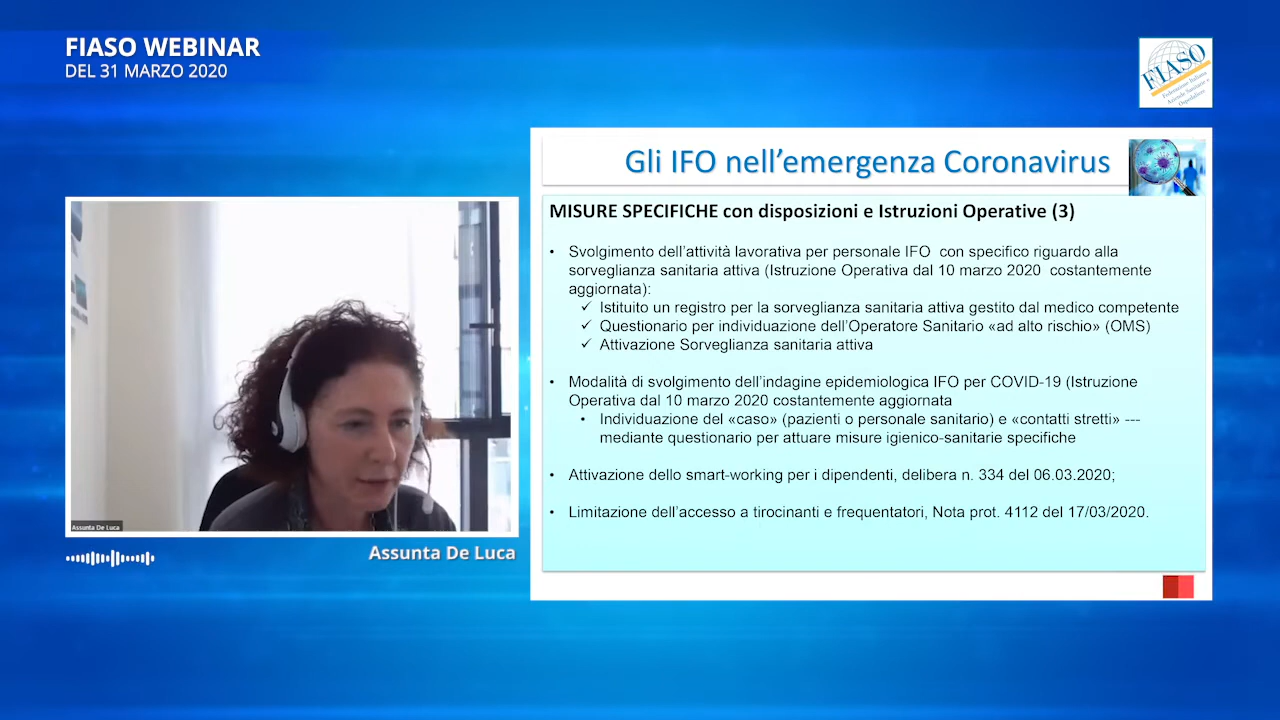 FIASO WEBINAR
DEL 31 MARZO 2020
FIASO
Federazione Italiana
Aziende Sanitarie e
Ospedaliere
Gli IFO nell’emergenza Coronavirus
MISURE SPECIFICHE con disposizioni e Istruzioni Operative (3)
• Svolgimento dell’attività lavorativa per personale IFO con specifico riguardo alla
sorveglianza sanitaria attiva (Istruzione Operativa dal 10 marzo 2020 costantemente
aggiornata):
✓ Istituito un registro per la sorveglianza sanitaria attiva gestito dal medico competente
✓ Questionario per individuazione dell’Operatore Sanitario «ad alto rischio» (OMS)
✓ Attivazione Sorveglianza sanitaria attiva
• Modalità di svolgimento dell’indagine epidemiologica IFO per COVID-19 (Istruzione
Operativa dal 10 marzo 2020 costantemente aggiornata
• Individuazione del «caso» (pazienti o personale sanitario) e «contatti stretti» ---
mediante questionario per attuare misure igienico-sanitarie specifiche
• Attivazione dello smart-working per i dipendenti, delibera n. 334 del 06.03.2020;
• Limitazione dell’accesso a tirocinanti e frequentatori, Nota prot. 4112 del 17/03/2020.
Assunta De Luca
Assunta De Luca